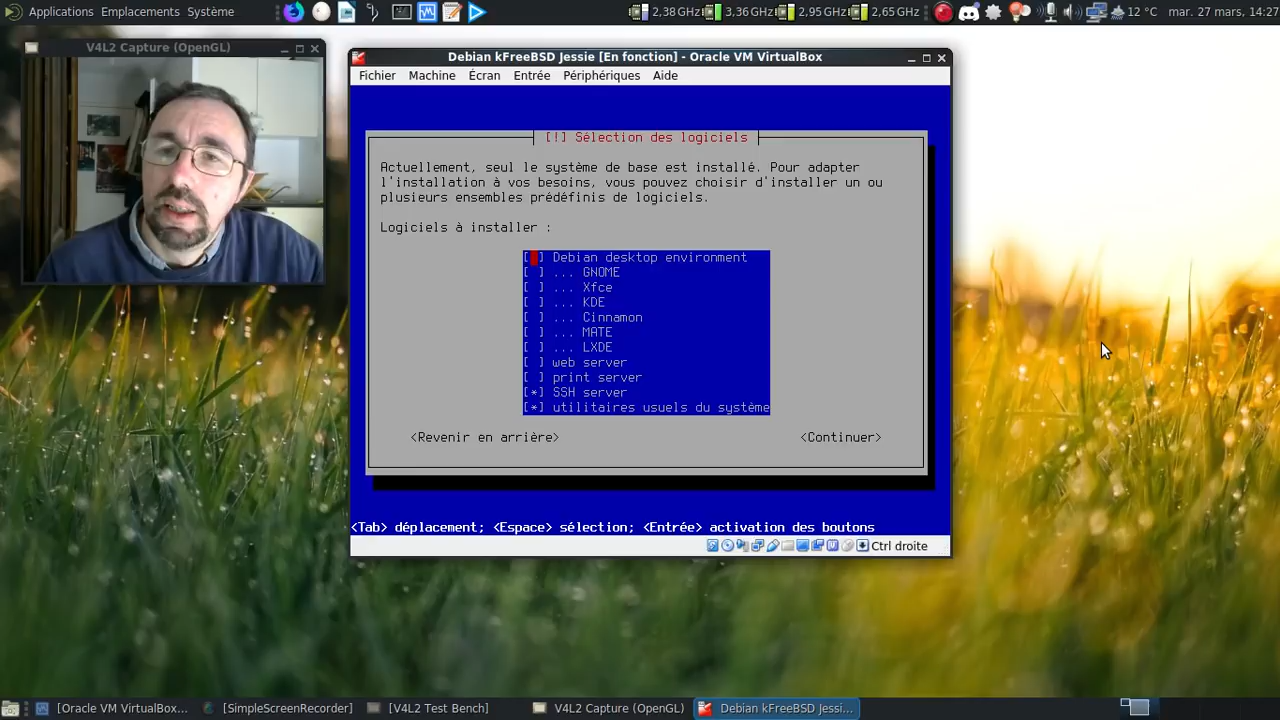 Applications Emplacements Système
2,38 GHz 3,36 GHz 2,95 GHz 2,65 GHz
12 °C mar. 27 mars, 14:27
V4L2 Capture (OpenGL)
Debian kFreeBSD Jessie [En fonction] - Oracle VM VirtualBox
Fichier Machine Écran Entrée Périphériques Aide
[!] Sélection des logiciels
Actuellement, seul le système de base est installé. Pour adapter
l'installation à vos besoins, vous pouvez choisir d'installer un ou
plusieurs ensembles prédéfinis de logiciels.
Logiciels à installer :
[ ] Debian desktop environment
[ ] ... GNOME
[ ] ... Xfce
[ ] ... KDE
[ ] ... Cinnamon
[ ] ... MATE
[ ] ... LXDE
[ ] web server
[ ] print server
[*] SSH server
[*] utilitaires usuels du système
<Revenir en arrière> <Continuer>
<Tab> déplacement; <Espace> sélection; <Entrée> activation des boutons
Ctrl droite
[Oracle VM VirtualBox... [SimpleScreenRecorder] [V4L2 Test Bench] V4L2 Capture (OpenGL) Debian kFreeBSD Jessi...